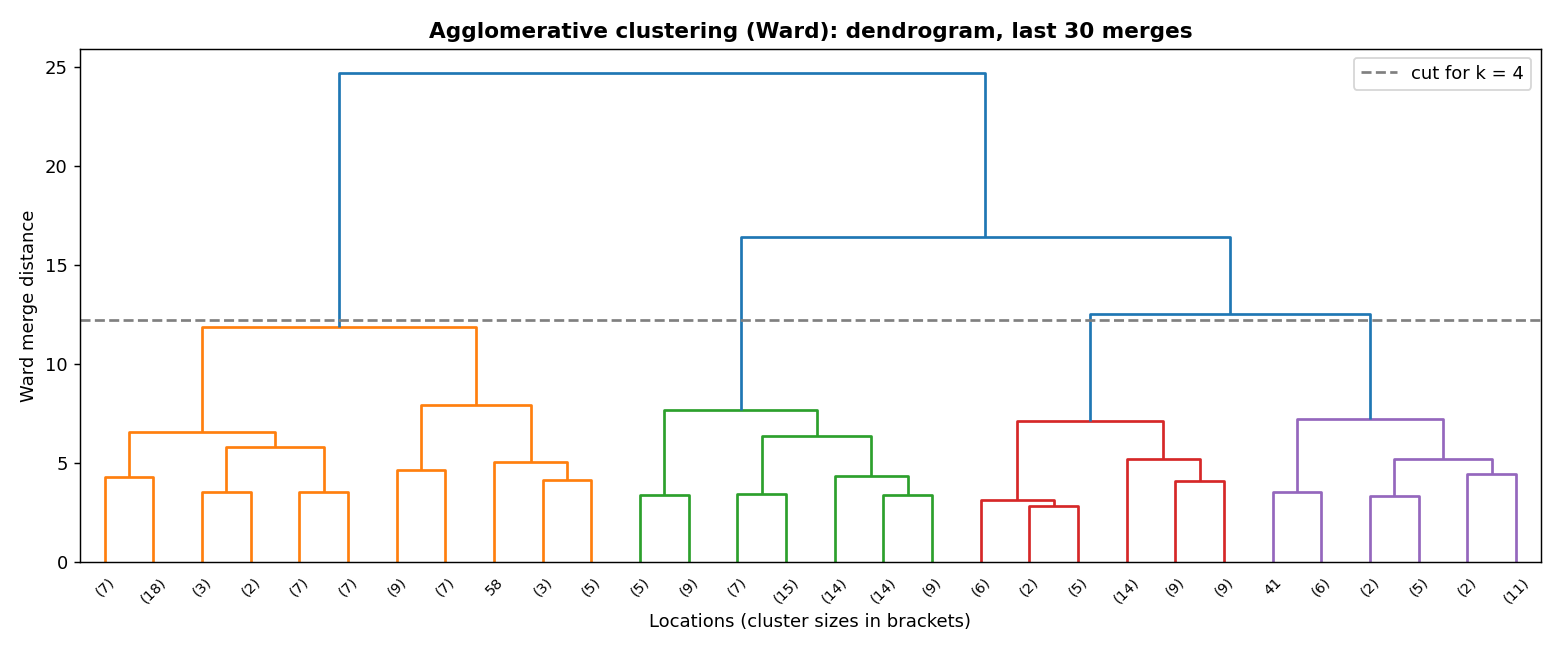 Agglomerative clustering (Ward): dendrogram, last 30 merges
cut for k = 4
Ward merge distance
25
20
15
10
5
0
(7) (18) (3) (2) (7) (7) (9) (7) 58 (3) (5) (5) (9) (7) (15) (14) (14) (9) (6) (2) (5) (14) (9) (9) 41 (6) (2) (5) (2) (11)
Locations (cluster sizes in brackets)